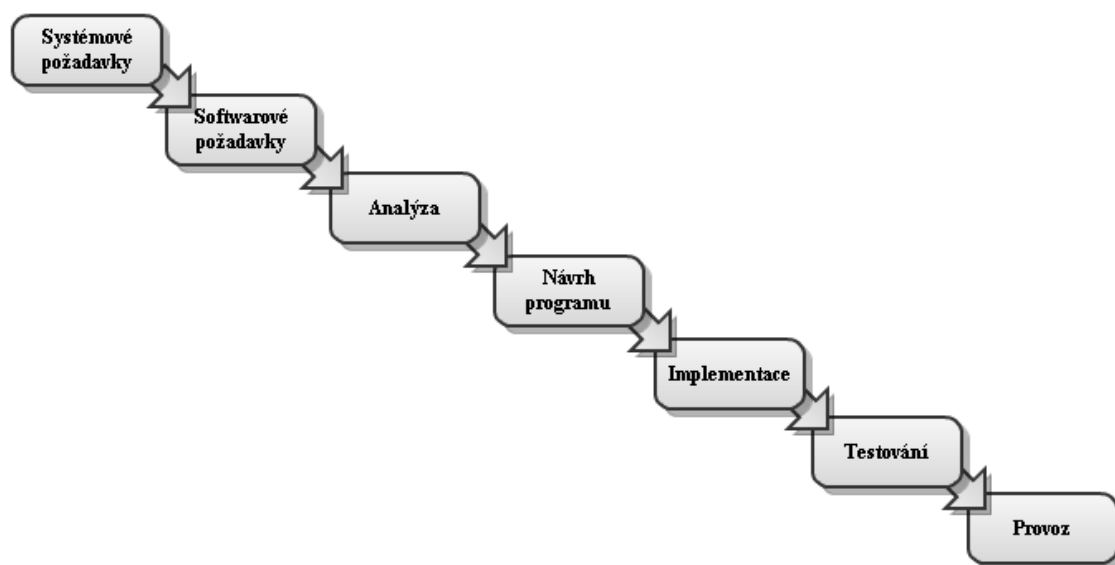 Systémové
požadavky
Softwarové
požadavky
Analýza
Návrh
programu
Implementace
Testování
Provoz